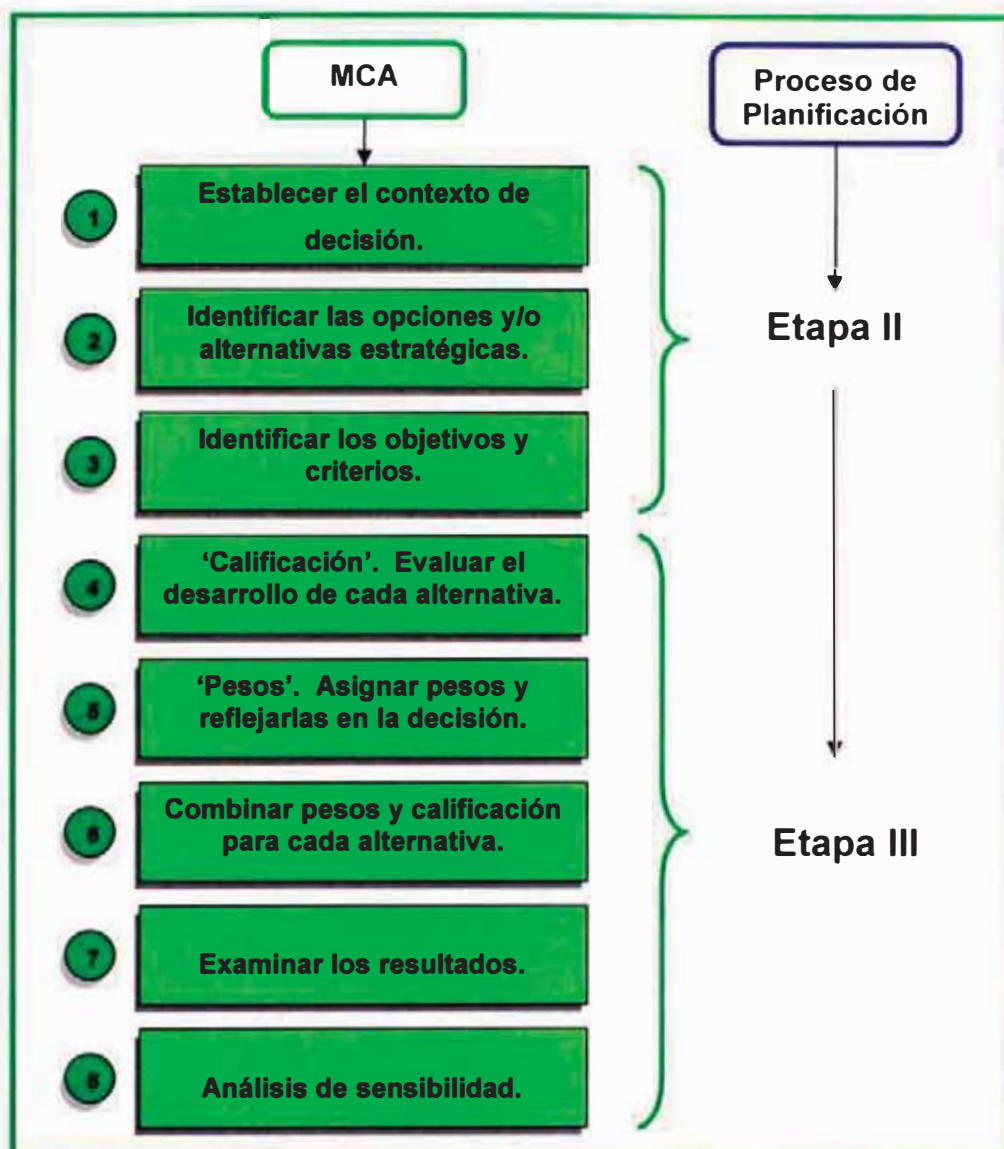 MCA
Proceso de
Planificación
1
Establecer el contexto de
decisión.
2
Identificar las opciones y/o
alternativas estratégicas.
Etapa II
3
Identificar los objetivos y
criterios.
4
‘Calificación’. Evaluar el
desarrollo de cada alternativa.
5
‘Pesos’. Asignar pesos y
reflejarlas en la decisión.
6
Combinar pesos y calificación
para cada alternativa.
Etapa III
7
Examinar los resultados.
8
Análisis de sensibilidad.